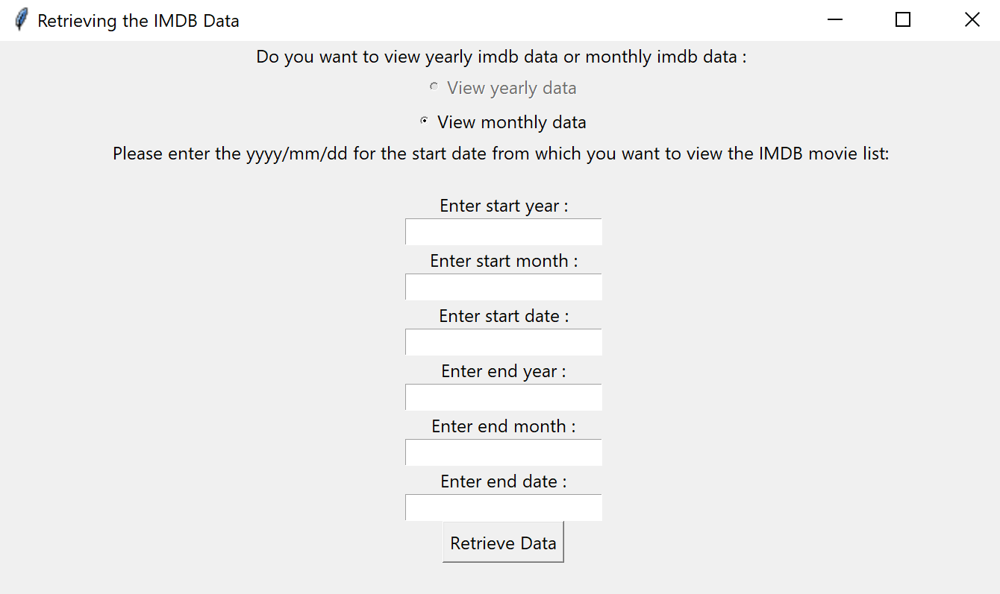 Retrieving the IMDB Data
Do you want to view yearly imdb data or monthly imdb data :
View yearly data
View monthly data
Please enter the yyyy/mm/dd for the start date from which you want to view the IMDB movie list:
Enter start year :
Enter start month :
Enter start date :
Enter end year :
Enter end month :
Enter end date :
Retrieve Data